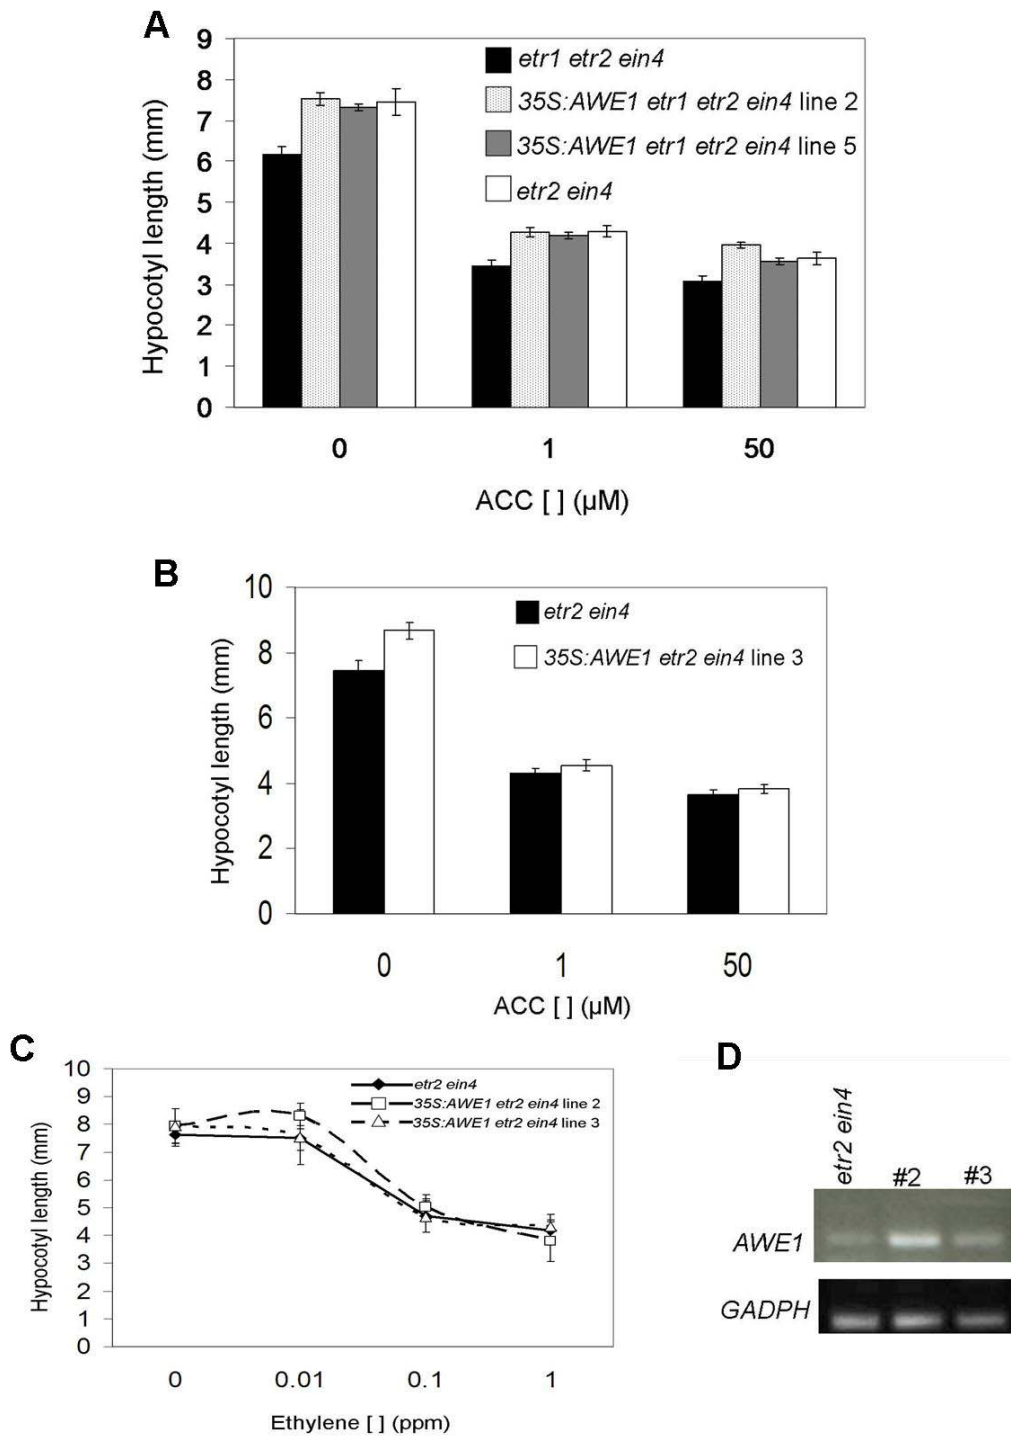 A
9
8
7
6
5
4
3
2
1
0
Hypocotyl length (mm)
etr1 etr2 ein4
35S:AWE1 etr1 etr2 ein4 line 2
35S:AWE1 etr1 etr2 ein4 line 5
etr2 ein4
0 1 50
ACC [ ] (µM)
B
10
8
6
4
2
0
Hypocotyl length (mm)
etr2 ein4
35S:AWE1 etr2 ein4 line 3
0 1 50
ACC [ ] (µM)
C
10
9
8
7
6
5
4
3
2
1
0
Hypocotyl length (mm)
etr2 ein4
35S:AWE1 etr2 ein4 line 2
35S:AWE1 etr2 ein4 line 3
0 0.01 0.1 1
Ethylene [ ] (ppm)
D
etr2 ein4
#2 #3
AWE1
GADPH